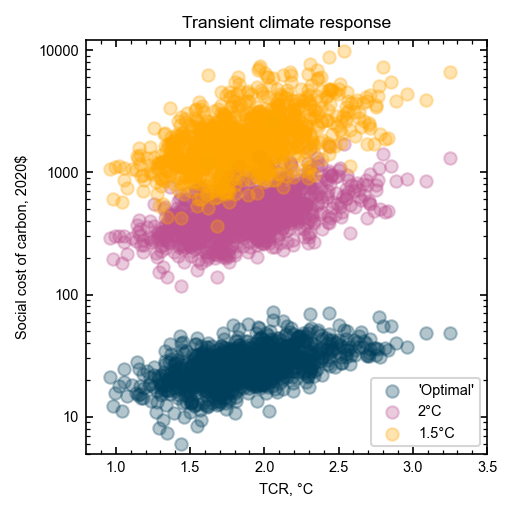 Transient climate response
Social cost of carbon, 2020$
10000
1000
100
10
1.0 1.5 2.0 2.5 3.0 3.5
TCR, °C
'Optimal'
2°C
1.5°C